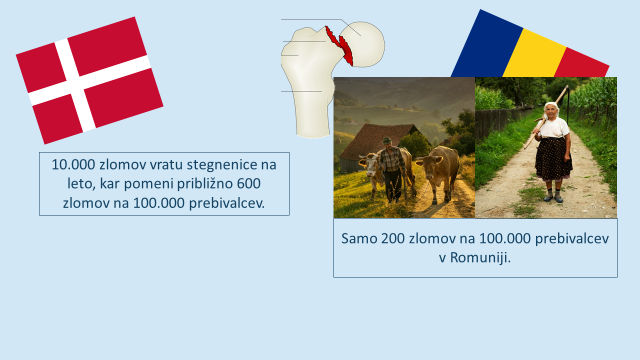 10.000 zlomov vratu stegnenice na
leto, kar pomeni približno 600
zlomov na 100.000 prebivalcev.
Samo 200 zlomov na 100.000 prebivalcev
v Romuniji.